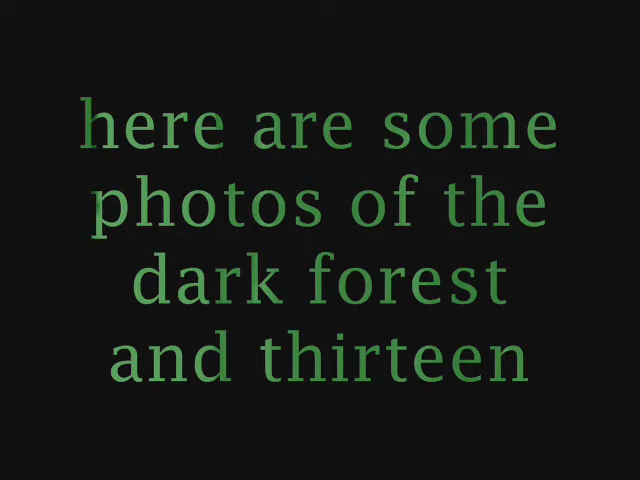 here are some
photos of the
dark forest
and thirteen